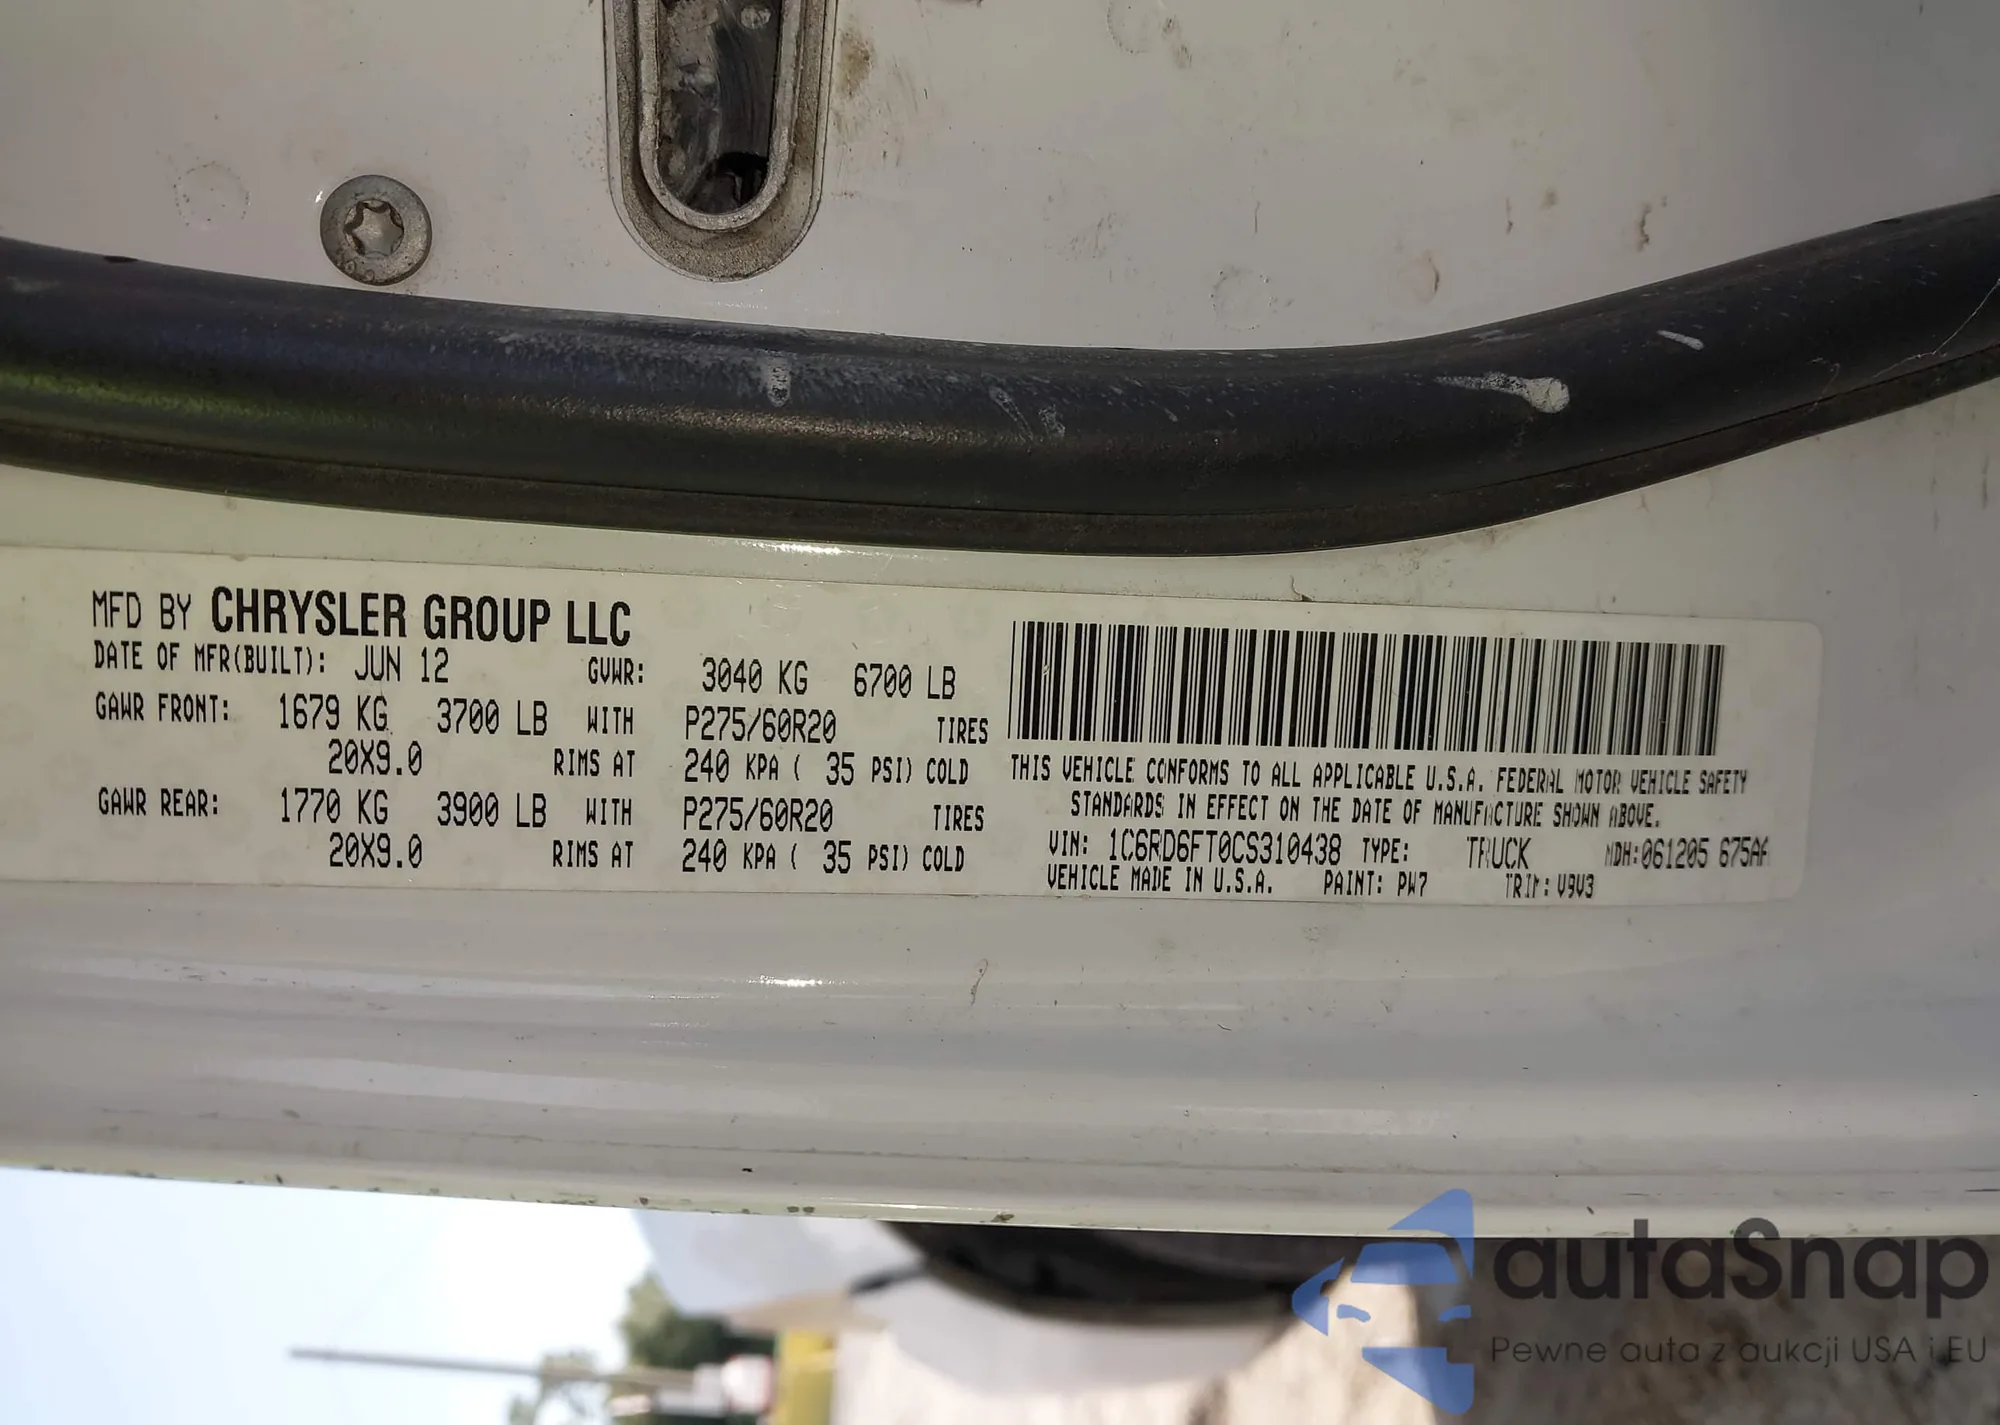 MFD BY CHRYSLER GROUP LLC
DATE OF MFR(BUILT): JUN 12 GVWR: 3040 KG 6700 LB
GAWR FRONT: 1679 KG 3700 LB WITH P275/60R20 TIRES
20X9.0 RIMS AT 240 KPA ( 35 PSI) COLD
GAWR REAR: 1770 KG 3900 LB WITH P275/60R20 TIRES
20X9.0 RIMS AT 240 KPA ( 35 PSI) COLD
THIS VEHICLE CONFORMS TO ALL APPLICABLE U.S.A. FEDERAL MOTOR VEHICLE SAFETY
STANDARDS IN EFFECT ON THE DATE OF MANUFACTURE SHOWN ABOVE.
VIN: 1C6RD6FT0CS310438 TYPE: TRUCK MDH:061205 675AA
VEHICLE MADE IN U.S.A. PAINT: PW7 TRIM: V9V3
autaSnap
Pewne auta z aukcji USA i EU